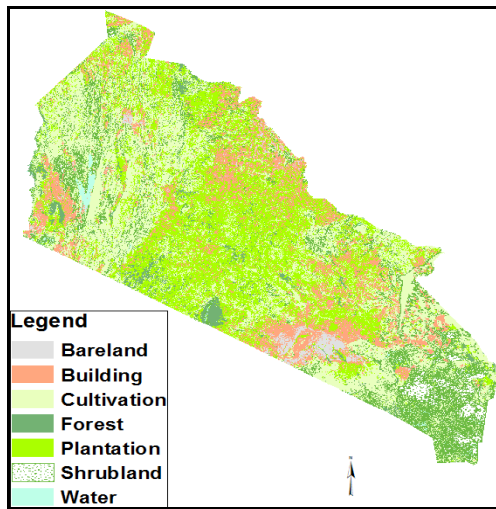 Legend
Bareland
Building
Cultivation
Forest
Plantation
Shrubland
Water